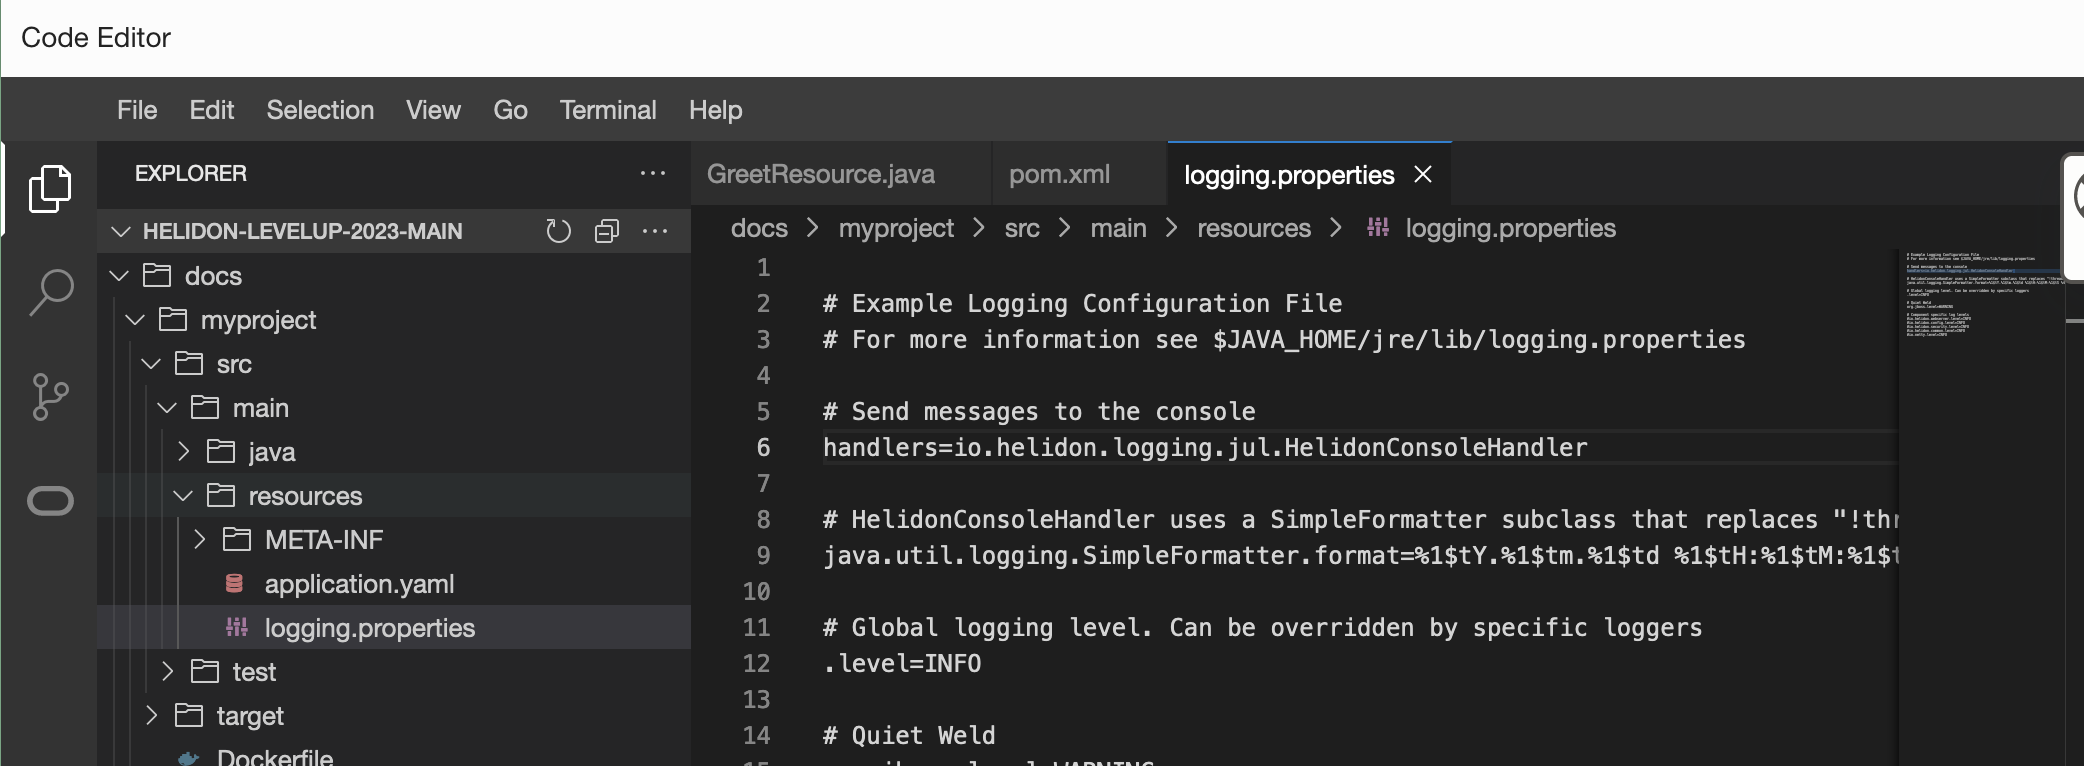 Code Editor
File Edit Selection View Go Terminal Help
EXPLORER
HELIDON-LEVELUP-2023-MAIN
docs
myproject
src
main
java
resources
META-INF
application.yaml
logging.properties
test
target
Dockerfile
GreetResource.java pom.xml logging.properties
docs > myproject > src > main > resources > logging.properties
1
2 # Example Logging Configuration File
3 # For more information see $JAVA_HOME/jre/lib/logging.properties
4
5 # Send messages to the console
6 handlers=io.helidon.logging.jul.HelidonConsoleHandler
7
8 # HelidonConsoleHandler uses a SimpleFormatter subclass that replaces "!thr
9 java.util.logging.SimpleFormatter.format=%1$tY.%1$tm.%1$td %1$tH:%1$tM:%1$t
10
11 # Global logging level. Can be overridden by specific loggers
12 .level=INFO
13
14 # Quiet Weld
15